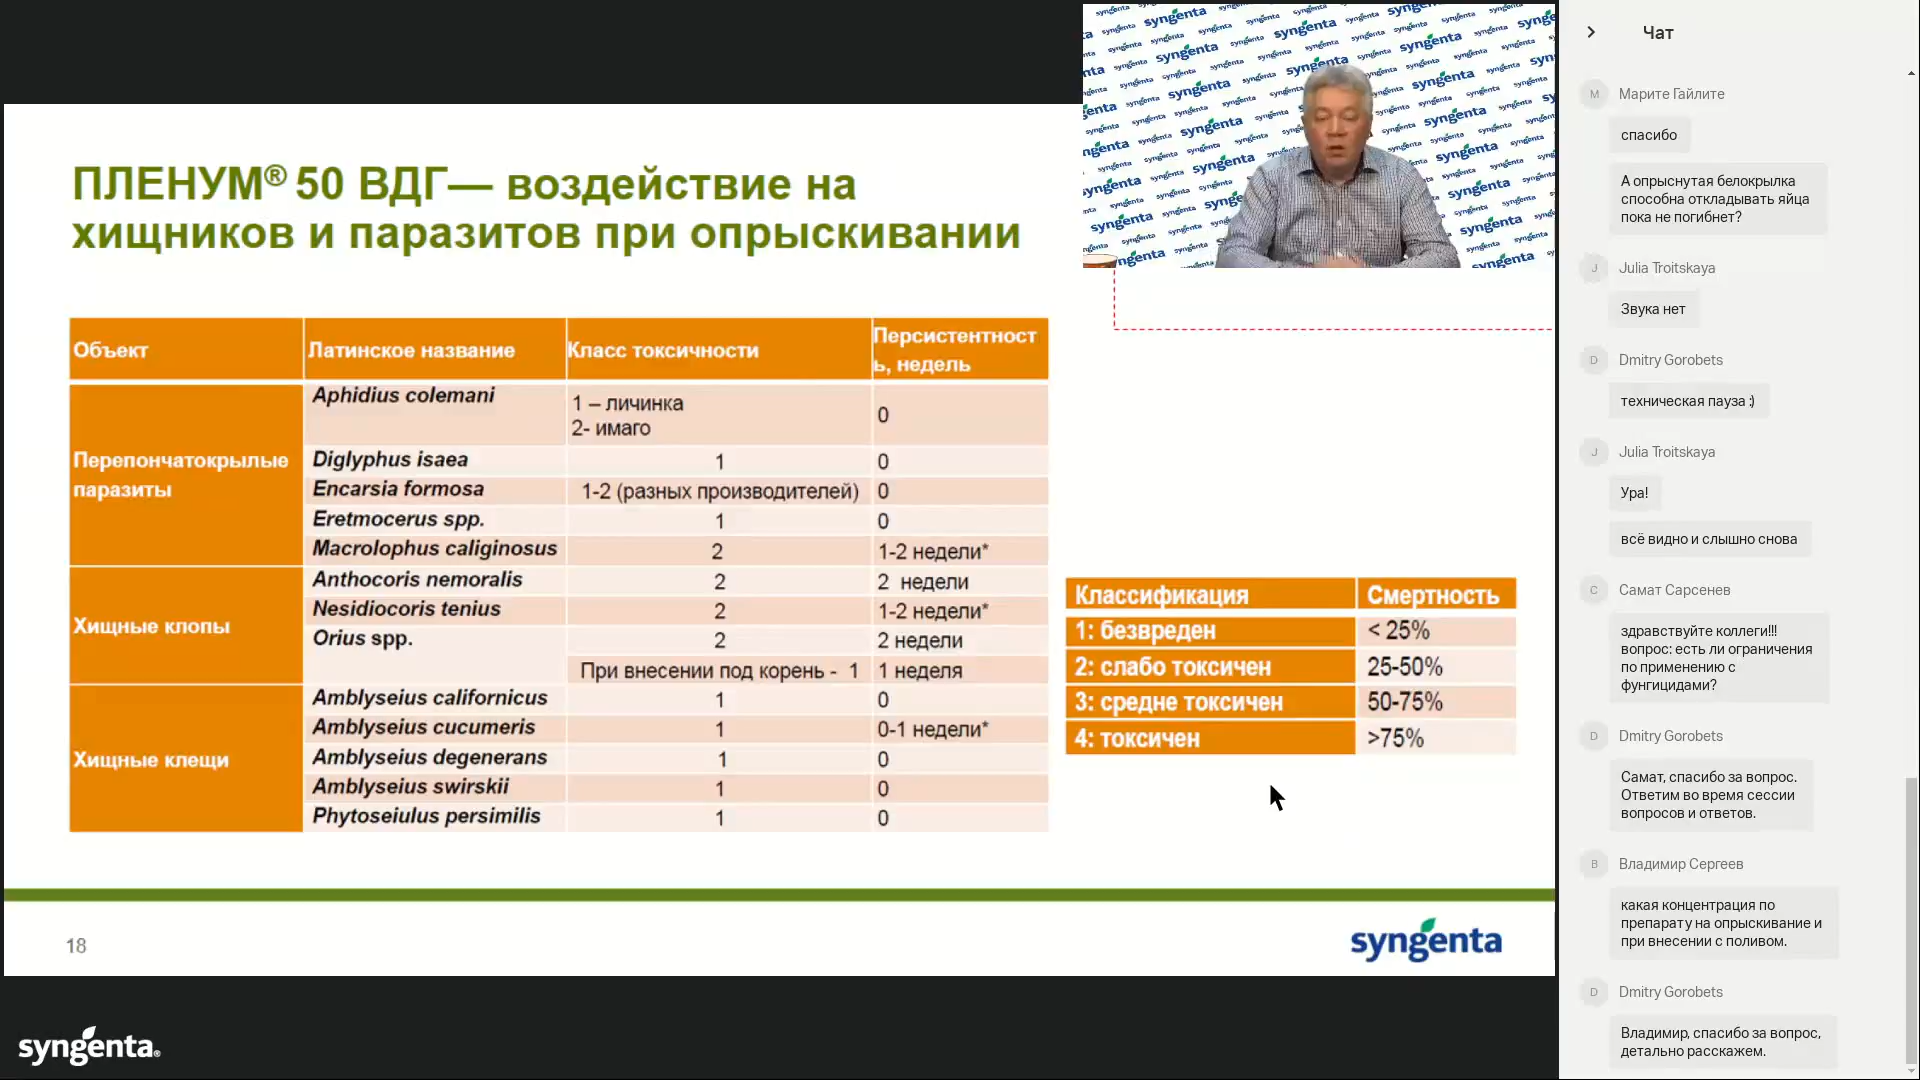 ПЛЕНУМ® 50 ВДГ— воздействие на
хищников и паразитов при опрыскивании
Объект Латинское название Класс токсичности Персистентност
ь, недель
Перепончатокрылые
паразиты
Aphidius colemani 1 – личинка
2- имаго 0
Diglyphus isaea 1 0
Encarsia formosa 1-2 (разных производителей) 0
Eretmocerus spp. 1 0
Macrolophus caliginosus 2 1-2 недели*
Хищные клопы
Anthocoris nemoralis 2 2 недели
Nesidiocoris tenius 2 1-2 недели*
Orius spp. 2 2 недели
При внесении под корень - 1 1 неделя
Хищные клещи
Amblyseius californicus 1 0
Amblyseius cucumeris 1 0-1 недели*
Amblyseius degenerans 1 0
Amblyseius swirskii 1 0
Phytoseiulus persimilis 1 0
Классификация Смертность
1: безвреден < 25%
2: слабо токсичен 25-50%
3: средне токсичен 50-75%
4: токсичен >75%
18
syngenta
syngenta®
Чат
М Марите Гайлите
спасибо
А опрыснутая белокрылка
способна откладывать яйца
пока не погибнет?
J Julia Troitskaya
Звука нет
D Dmitry Gorobets
техническая пауза :)
J Julia Troitskaya
Ура!
всё видно и слышно снова
С Самат Сарсенев
здравствуйте коллеги!!!
вопрос: есть ли ограничения
по применению с
фунгицидами?
D Dmitry Gorobets
Самат, спасибо за вопрос.
Ответим во время сессии
вопросов и ответов.
В Владимир Сергеев
какая концентрация по
препарату на опрыскивание и
при внесении с поливом.
D Dmitry Gorobets
Владимир, спасибо за вопрос,
детально расскажем.